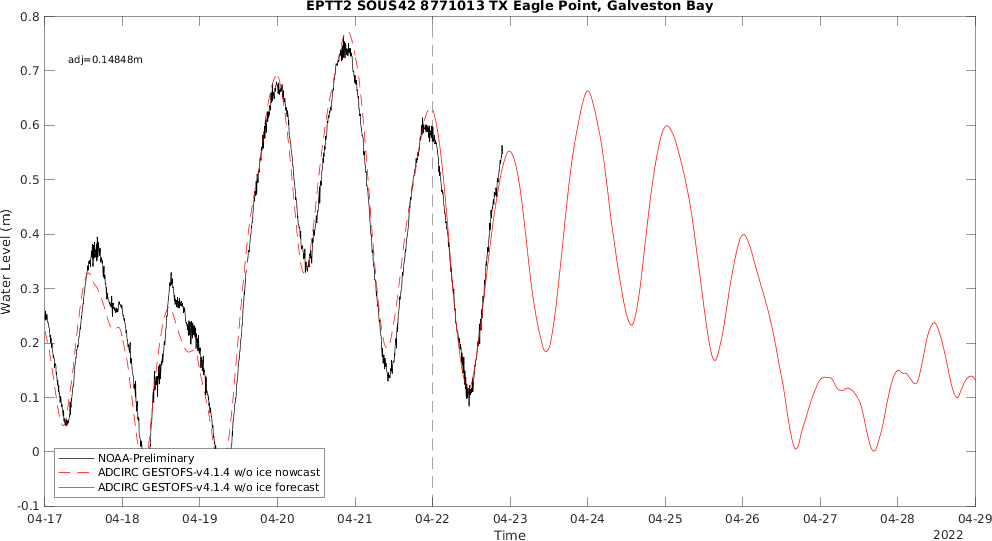 EPTT2 SOUS42 8771013 TX Eagle Point, Galveston Bay
adj=0.14848m
Water Level (m)
0.8
0.7
0.6
0.5
0.4
0.3
0.2
0.1
0
-0.1
NOAA-Preliminary
ADCIRC GESTOFS-v4.1.4 w/o ice nowcast
ADCIRC GESTOFS-v4.1.4 w/o ice forecast
04-17 04-18 04-19 04-20 04-21 04-22 04-23 04-24 04-25 04-26 04-27 04-28 04-29
Time
2022